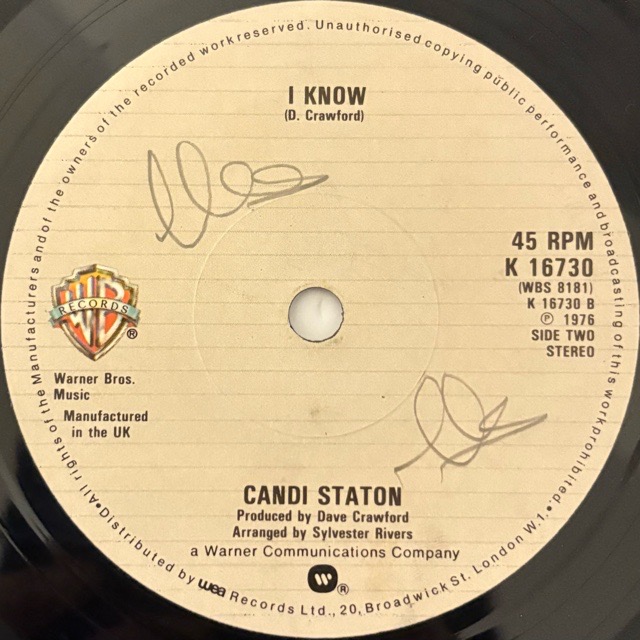 • All rights of the Manufacturers and of the owners of the recorded work reserved. Unauthorised copying public performance and broadcasting of this work prohibited. •
I KNOW
(D. Crawford)
45 RPM
K 16730
(WBS 8181)
K 16730 B
℗ 1976
SIDE TWO
STEREO
W B
RECORDS
®
Warner Bros.
Music
Manufactured
in the UK
CANDI STATON
Produced by Dave Crawford
Arranged by Sylvester Rivers
a Warner Communications Company
®
Distributed by wea Records Ltd., 20, Broadwick St. London W.1.